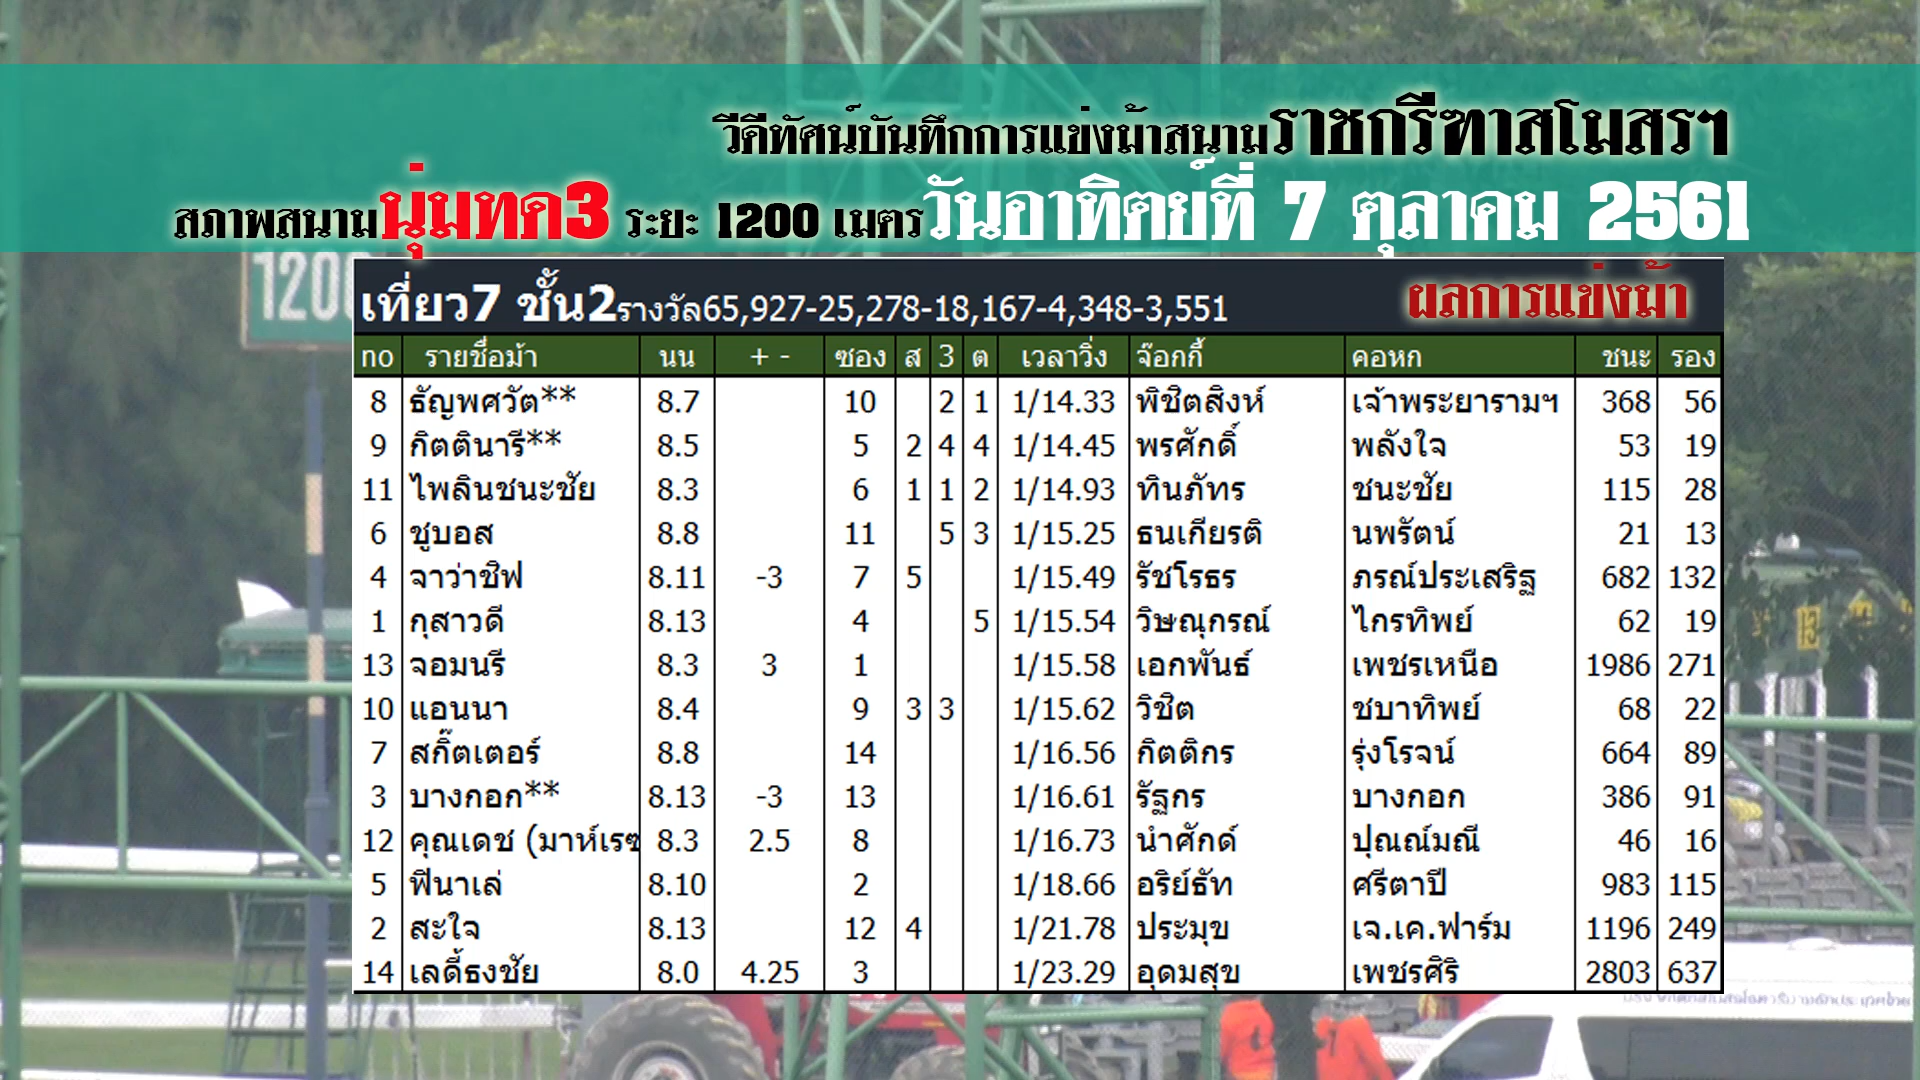 วีดีทัศน์บันทึกการแข่งม้าสนามราชกรีฑาสโมสรฯ
สภาพสนามนุ่มทด3 ระยะ 1200 เมตรวันอาทิตย์ที่ 7 ตุลาคม 2561
1200
เที่ยว7 ชั้น2รางวัล65,927-25,278-18,167-4,348-3,551 ผลการแข่งม้า
no รายชื่อม้า นน + - ซอง ส 3 ต เวลาวิ่ง จ๊อกกี้ คอหก ชนะ รอง
8 ธัญพศวัต** 8.7 10 2 1 1/14.33 พิชิตสิงห์ เจ้าพระยารามฯ 368 56
9 กิตตินารี** 8.5 5 2 4 4 1/14.45 พรศักดิ์ พลังใจ 53 19
11 ไพลินชนะชัย 8.3 6 1 1 2 1/14.93 ทินภัทร ชนะชัย 115 28
6 ชูบอส 8.8 11 5 3 1/15.25 ธนเกียรติ นพรัตน์ 21 13
4 จาว่าชิฟ 8.11 -3 7 5 1/15.49 รัชโรธร ภรณ์ประเสริฐ 682 132
1 กุสาวดี 8.13 4 5 1/15.54 วิษณุกรณ์ ไกรทิพย์ 62 19
13 จอมนรี 8.3 3 1 1/15.58 เอกพันธ์ เพชรเหนือ 1986 271
10 แอนนา 8.4 9 3 3 1/15.62 วิชิต ชบาทิพย์ 68 22
7 สกิ๊ตเตอร์ 8.8 14 1/16.56 กิตติกร รุ่งโรจน์ 664 89
3 บางกอก** 8.13 -3 13 1/16.61 รัฐกร บางกอก 386 91
12 คุณเดช (มาห์เรซ 8.3 2.5 8 1/16.73 นำศักด์ ปุณณ์มณี 46 16
5 ฟินาเล่ 8.10 2 1/18.66 อริย์ธัท ศรีตาปี 983 115
2 สะใจ 8.13 12 4 1/21.78 ประมุข เจ.เค.ฟาร์ม 1196 249
14 เลดี้ธงชัย 8.0 4.25 3 1/23.29 อุดมสุข เพชรศิริ 2803 637
13